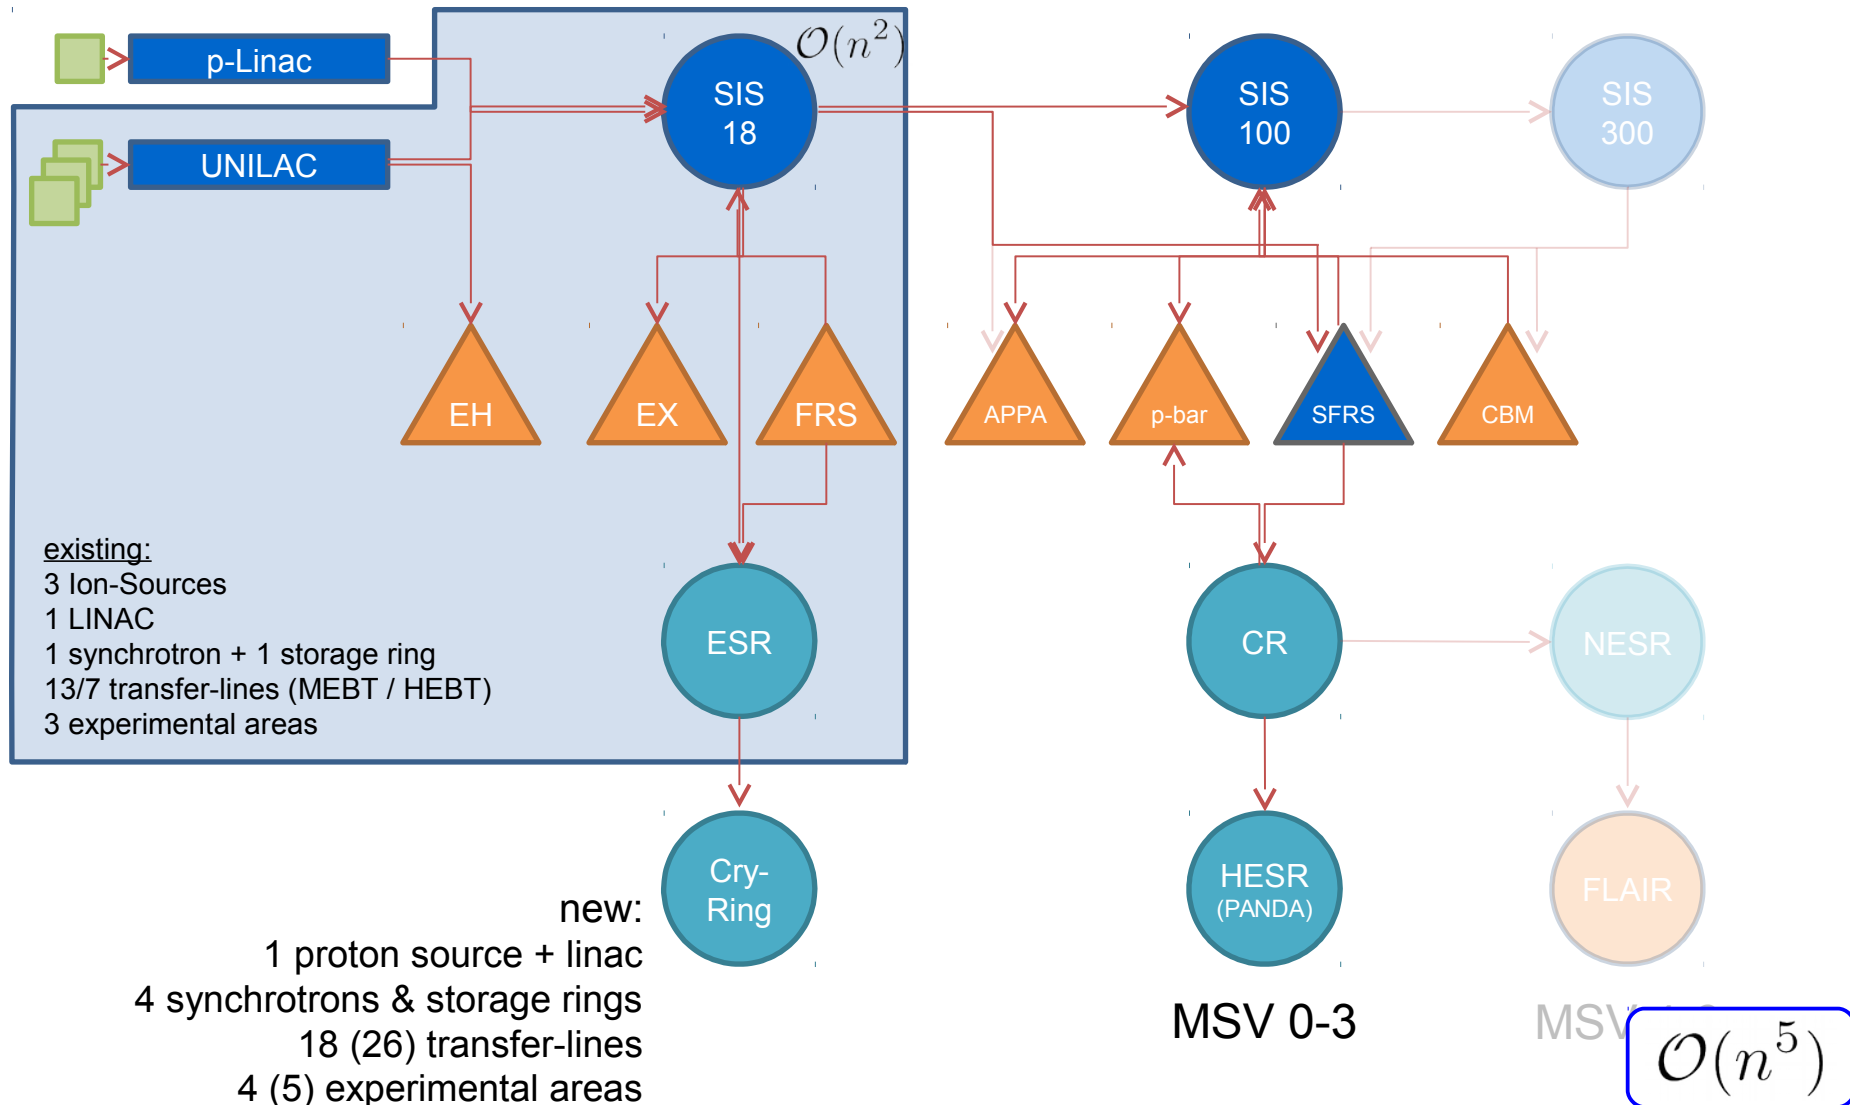 p-Linac
UNILAC
SIS
18
𝒪(n²)
SIS
100
SIS
300
EH
EX
FRS
APPA
p-bar
SFRS
CBM
existing:
3 Ion-Sources
1 LINAC
1 synchrotron + 1 storage ring
13/7 transfer-lines (MEBT / HEBT)
3 experimental areas
ESR
CR
NESR
Cry-
Ring
HESR
(PANDA)
FLAIR
new:
1 proton source + linac
4 synchrotrons & storage rings
18 (26) transfer-lines
4 (5) experimental areas
MSV 0-3
MSV
𝒪(n⁵)